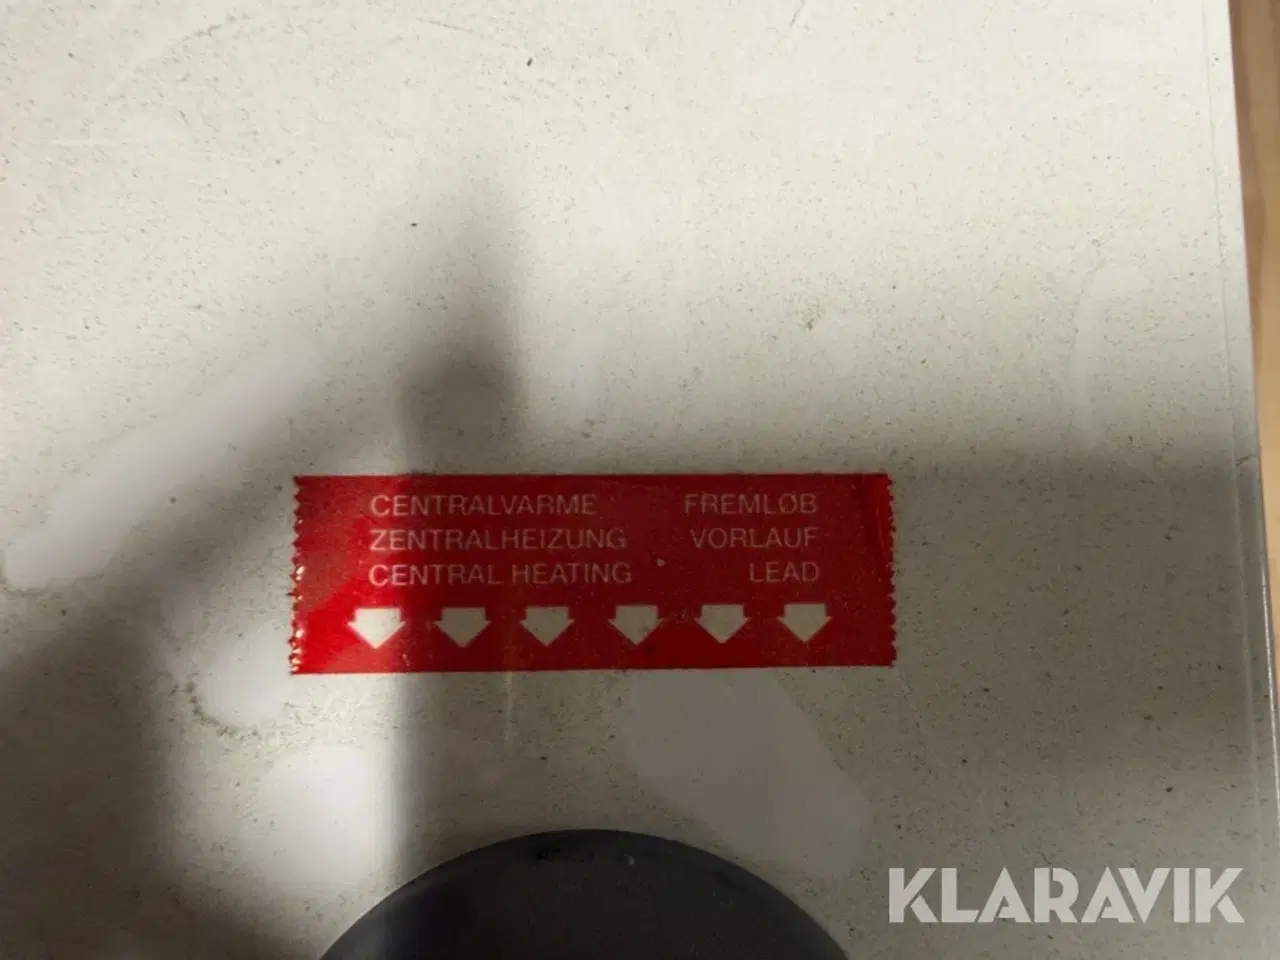 CENTRALVARME FREMLØB
ZENTRALHEIZUNG VORLAUF
CENTRAL HEATING LEAD
KLARAVIK